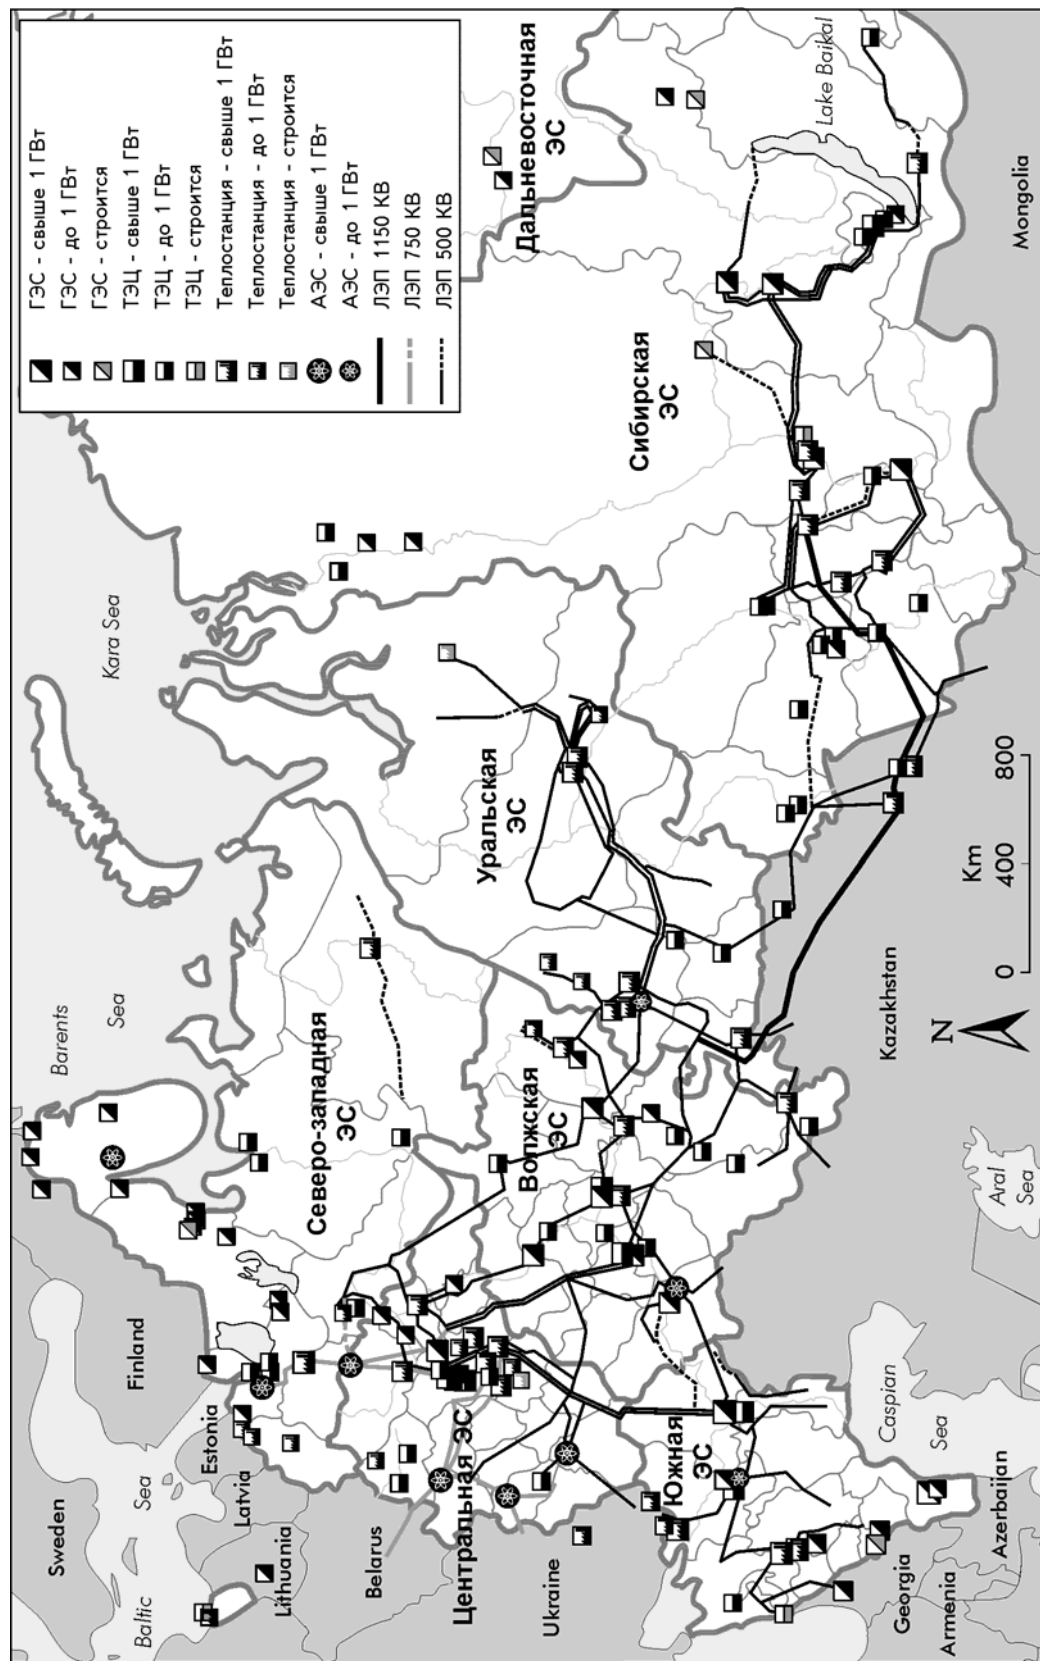 ГЭС - свыше 1 ГВт
ГЭС - до 1 ГВт
ГЭС - строится
ТЭЦ - свыше 1 ГВт
ТЭЦ - до 1 ГВт
ТЭЦ - строится
Теплостанция - свыше 1 ГВт
Теплостанция - до 1 ГВт
Теплостанция - строится
АЭС - свыше 1 ГВт
АЭС - до 1 ГВт
ЛЭП 1150 КВ
ЛЭП 750 КВ
ЛЭП 500 КВ
Sweden
Finland
Baltic
Sea
Barents
Sea
Kara Sea
Estonia
Latvia
Lithuania
Belarus
Ukraine
Северо-западная
ЭС
Центральная ЭС
Волжская
ЭС
Уральская
ЭС
Сибирская
ЭС
Дальневосточная
ЭС
Южная
ЭС
Lake Baikal
Mongolia
Kazakhstan
Georgia
Armenia
Azerbaijan
Caspian
Sea
Aral
Sea
N
Km
0 400 800